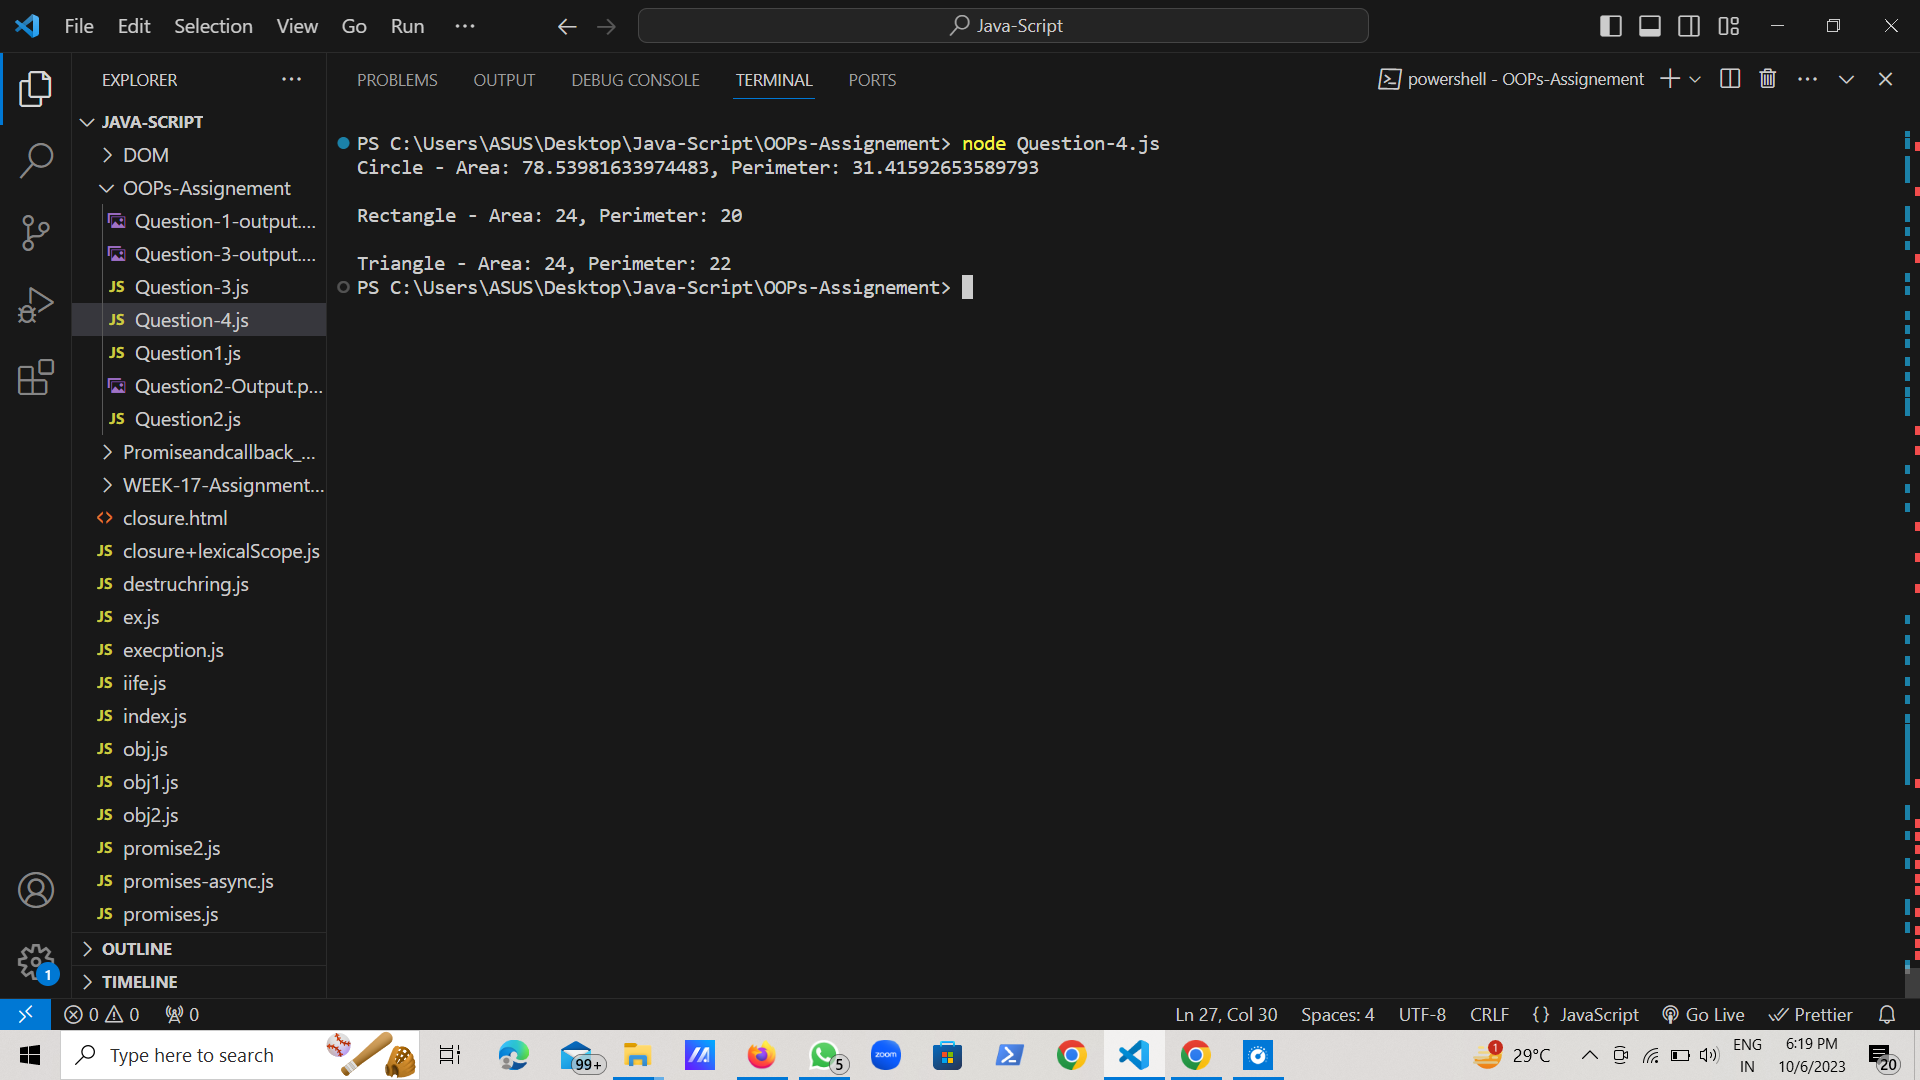 File Edit Selection View Go Run ···
Java-Script
EXPLORER
PROBLEMS OUTPUT DEBUG CONSOLE TERMINAL PORTS
powershell - OOPs-Assignement
JAVA-SCRIPT
DOM
OOPs-Assignement
Question-1-output....
Question-3-output....
JS Question-3.js
JS Question-4.js
JS Question1.js
Question2-Output.p...
JS Question2.js
Promiseandcallback_...
WEEK-17-Assignment...
<> closure.html
JS closure+lexicalScope.js
JS destruchring.js
JS ex.js
JS execption.js
JS iife.js
JS index.js
JS obj.js
JS obj1.js
JS obj2.js
JS promise2.js
JS promises-async.js
JS promises.js
OUTLINE
TIMELINE
1
PS C:\Users\ASUS\Desktop\Java-Script\OOPs-Assignement> node Question-4.js
Circle - Area: 78.53981633974483, Perimeter: 31.41592653589793
Rectangle - Area: 24, Perimeter: 20
Triangle - Area: 24, Perimeter: 22
PS C:\Users\ASUS\Desktop\Java-Script\OOPs-Assignement>
0 0 0
Ln 27, Col 30 Spaces: 4 UTF-8 CRLF {} JavaScript Go Live Prettier
Type here to search
99+
5
zoom
1
29°C
ENG
IN
6:19 PM
10/6/2023
20